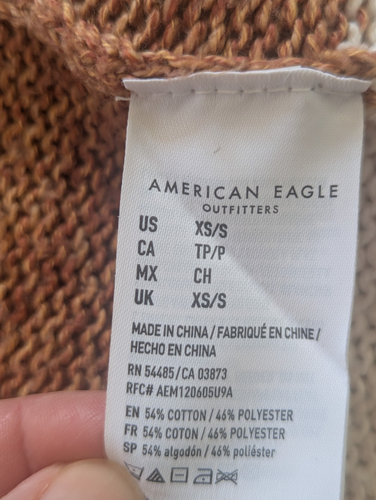 AMERICAN EAGLE
OUTFITTERS
US XS/S
CA TP/P
MX CH
UK XS/S
MADE IN CHINA / FABRIQUÉ EN CHINE /
HECHO EN CHINA
RN 54485/CA 03873
RFC# AEM120605U9A
EN 54% COTTON / 46% POLYESTER
FR 54% COTON / 46% POLYESTER
SP 54% algodón / 46% poliéster